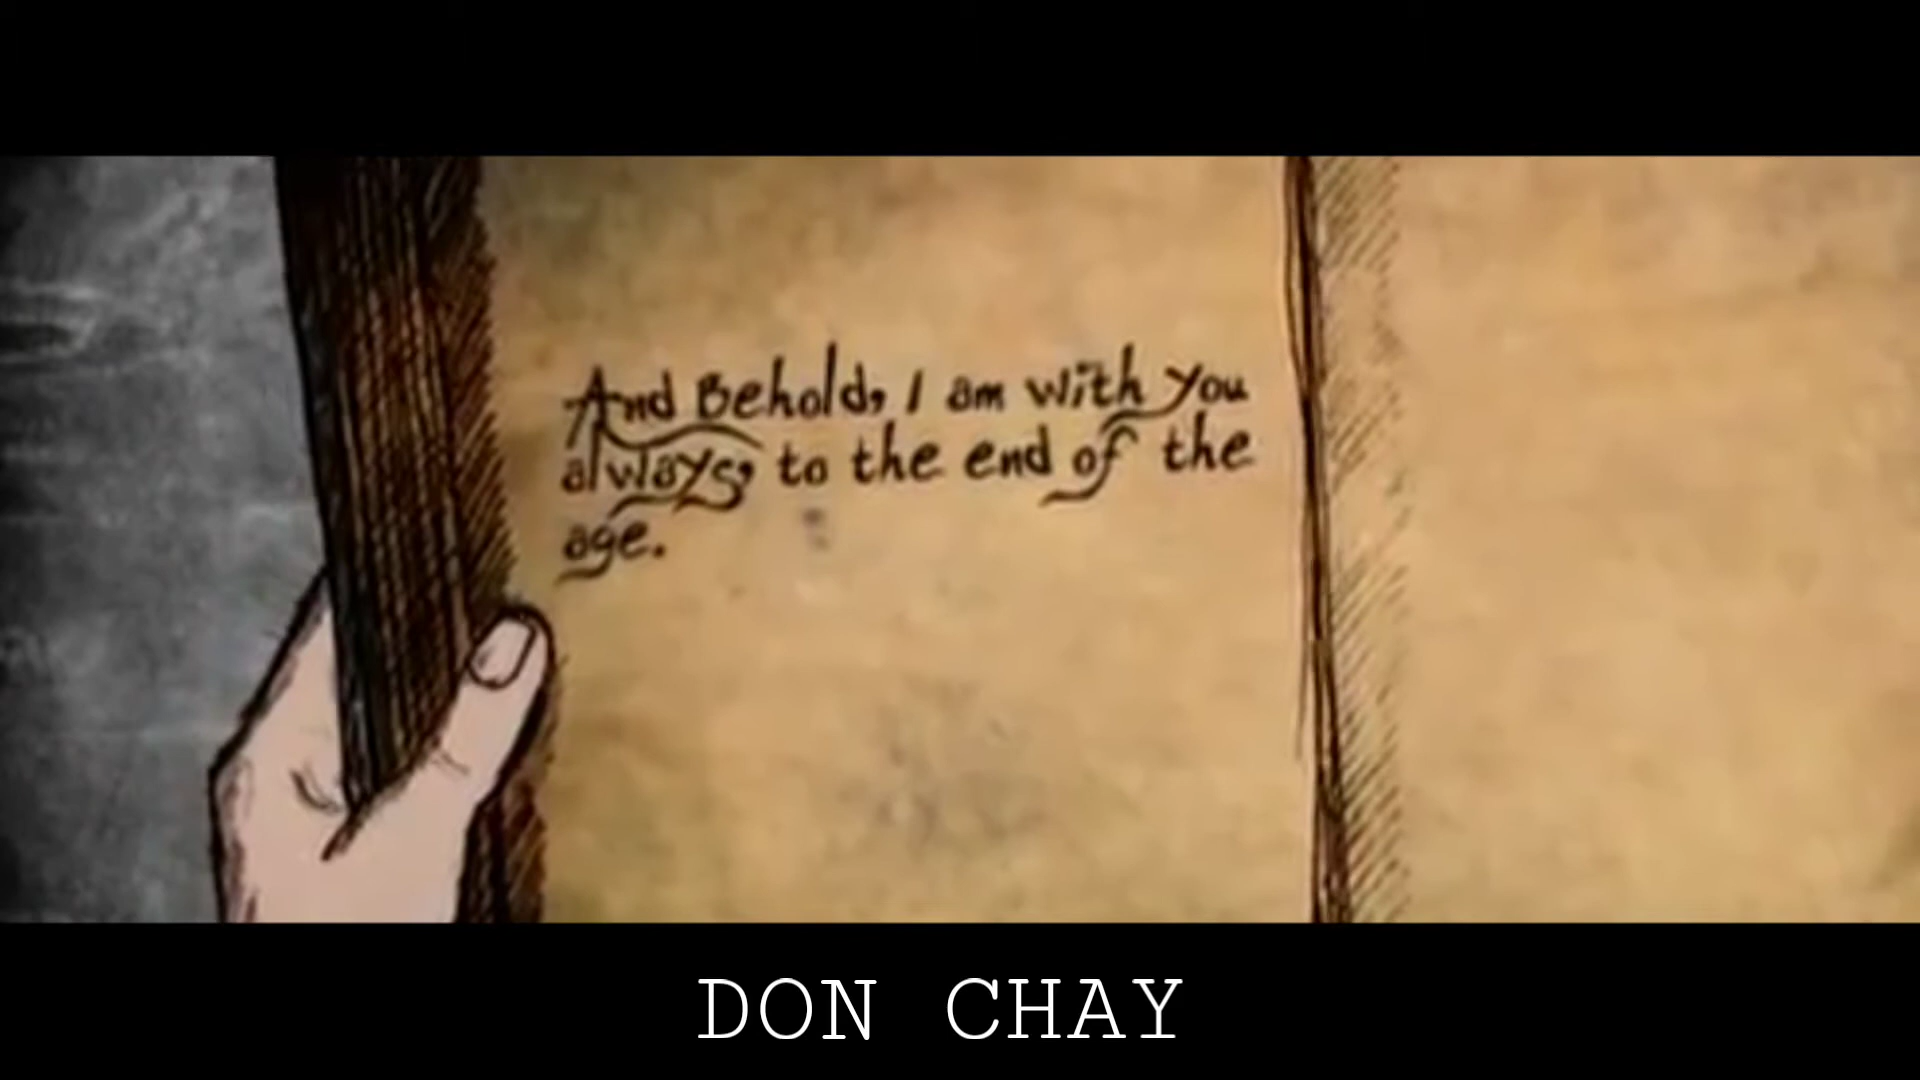 And Behold, I am with you
always, to the end of the
age.
DON CHAY